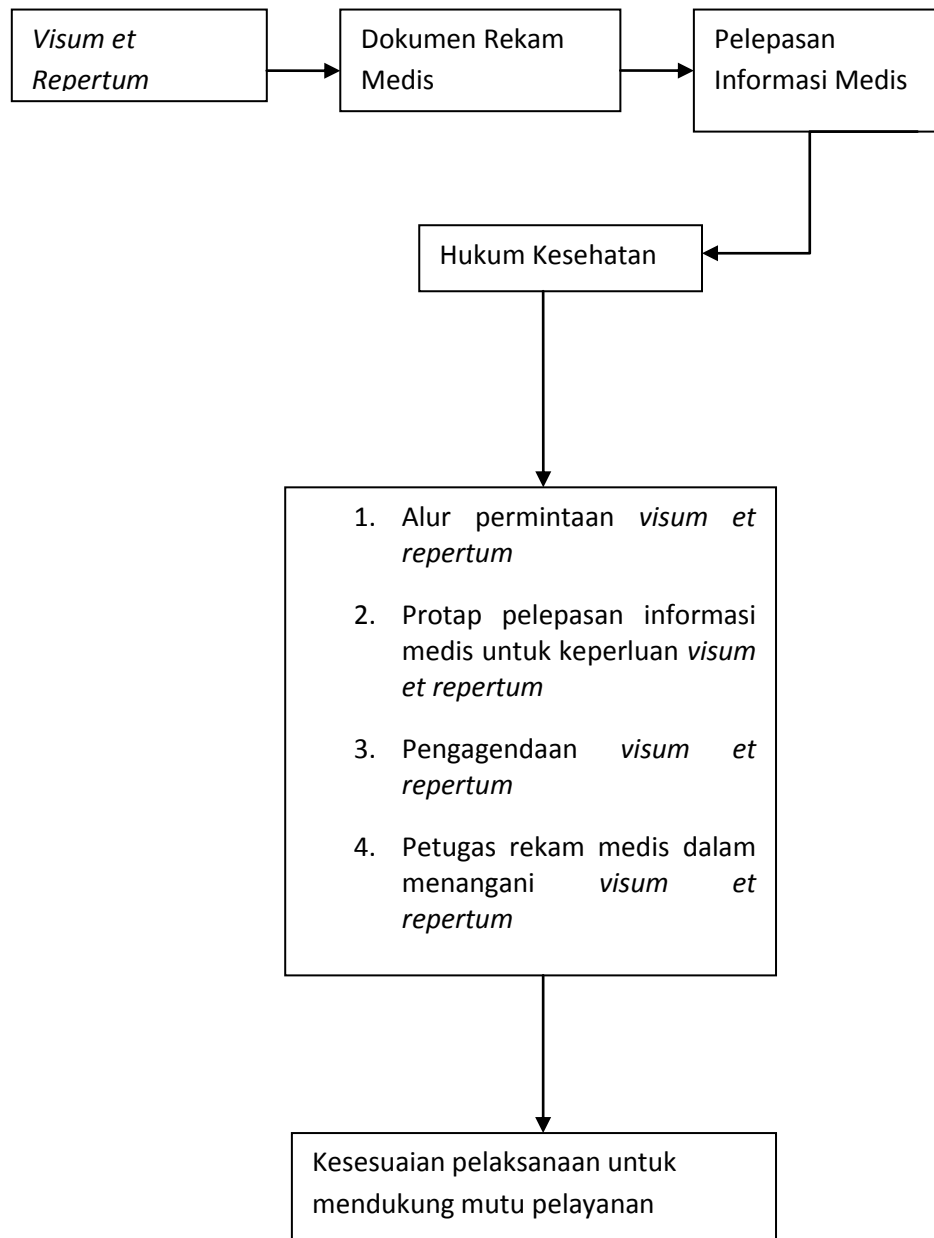 Visum et
Repertum
Dokumen Rekam
Medis
Pelepasan
Informasi Medis
Hukum Kesehatan
1. Alur permintaan visum et
repertum
2. Protap pelepasan informasi
medis untuk keperluan visum
et repertum
3. Pengagendaan visum et
repertum
4. Petugas rekam medis dalam
menangani visum et
repertum
Kesesuaian pelaksanaan untuk
mendukung mutu pelayanan